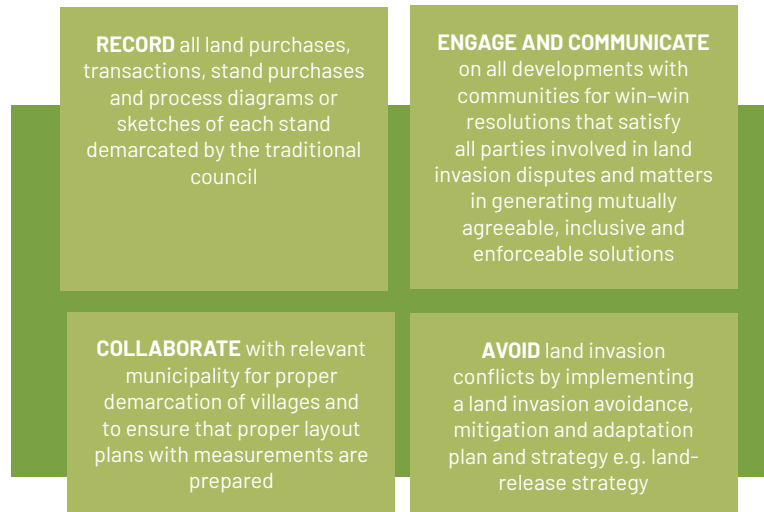 RECORD all land purchases,
transactions, stand purchases
and process diagrams or
sketches of each stand
demarcated by the traditional
council
ENGAGE AND COMMUNICATE
on all developments with
communities for win–win
resolutions that satisfy
all parties involved in land
invasion disputes and matters
in generating mutually
agreeable, inclusive and
enforceable solutions
COLLABORATE with relevant
municipality for proper
demarcation of villages and
to ensure that proper layout
plans with measurements are
prepared
AVOID land invasion
conflicts by implementing
a land invasion avoidance,
mitigation and adaptation
plan and strategy e.g. land-
release strategy